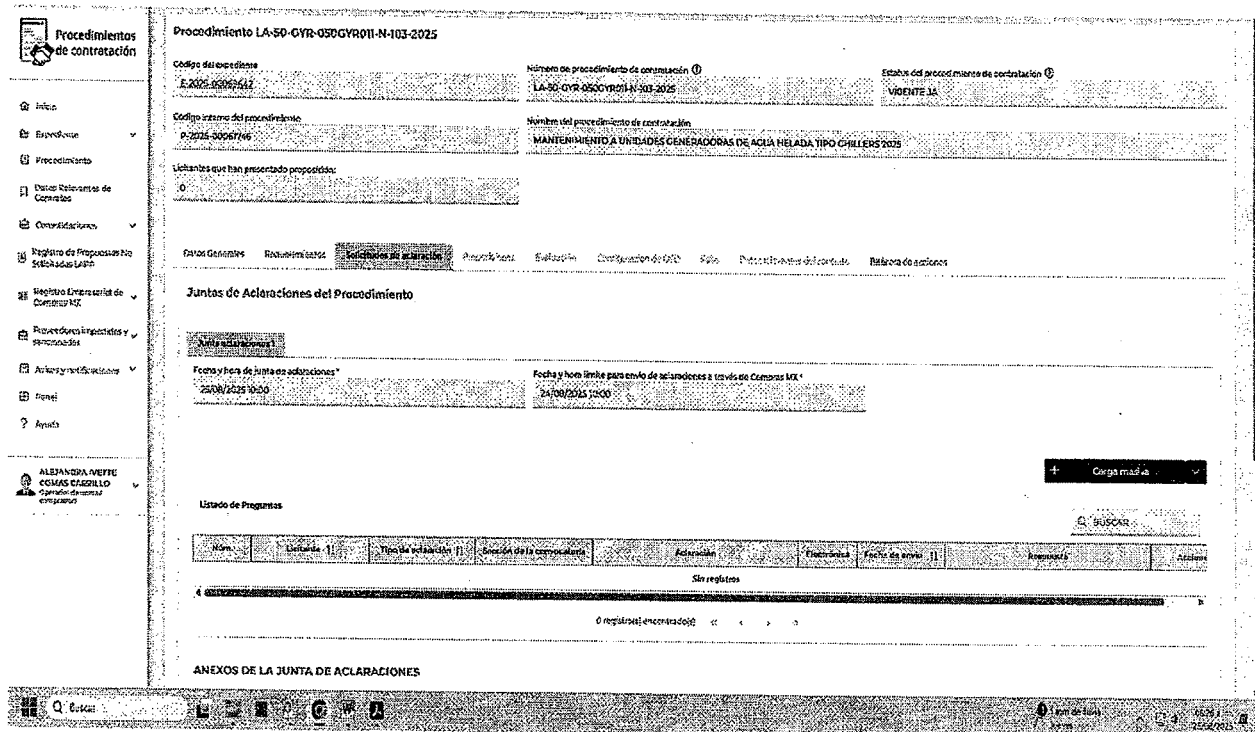 Procedimientos
de contratación
Procedimiento LA-50-GYR-050GYR011-N-103-2025
Código del expediente
Número de procedimiento de contratación
Estatus del procedimiento de contratación
LA-50-GYR-050GYR011-N-103-2025
VIGENTE JA
Código interno del procedimiento
Nombre del procedimiento de contratación
P-2025-00067746
MANTENIMIENTO A UNIDADES GENERADORAS DE AGUA HELADA TIPO CHILLERS 2025
Licitantes que han presentado proposición:
0
Inicio
Expediente
Procedimiento
Datos Relevantes de
Contratos
Consolidaciones
Registro de Propuestas No
Solicitadas LAPP
Registro Empresarial de
Compras MX
Proveedores impedidos y
sancionados
Avisos y notificaciones
Panel
? Ayuda
ALEJANDRA IVETTE
COMAS CARRILLO
Datos Generales Requerimientos Solicitudes de aclaración Evaluación Bitácora de acciones
Juntas de Aclaraciones del Procedimiento
Junta aclaraciones 1
Fecha y hora de junta de aclaraciones *
Fecha y hora límite para envío de aclaraciones a través de Compras MX *
25/08/2025 10:00
24/08/2025 10:00
+ Carga masiva
Listado de Preguntas
BUSCAR
Núm. Licitante Tipo de aclaración Sección de la convocatoria Aclaración Electrónica Fecha de envío Respuesta Acciones
Sin registros
0 registro(s) encontrado(s)
ANEXOS DE LA JUNTA DE ACLARACIONES
Buscar